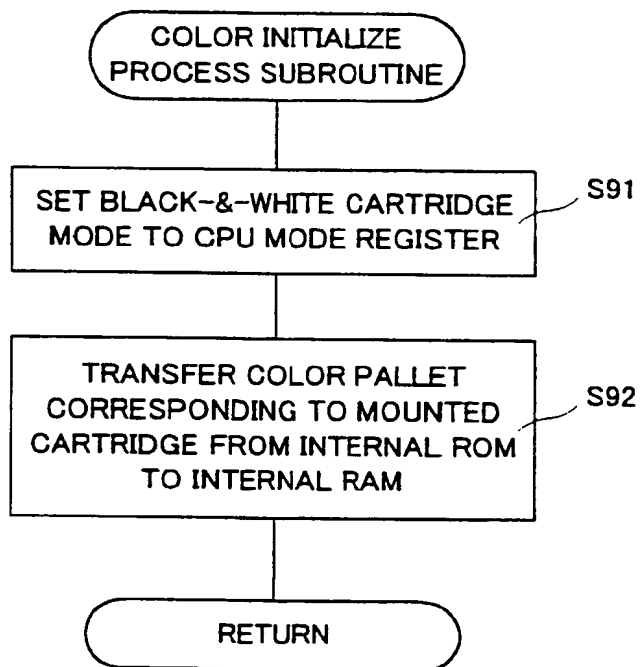 COLOR INITIALIZE
PROCESS SUBROUTINE
SET BLACK-&-WHITE CARTRIDGE
MODE TO CPU MODE REGISTER
S91
TRANSFER COLOR PALLET
CORRESPONDING TO MOUNTED
CARTRIDGE FROM INTERNAL ROM
TO INTERNAL RAM
S92
RETURN